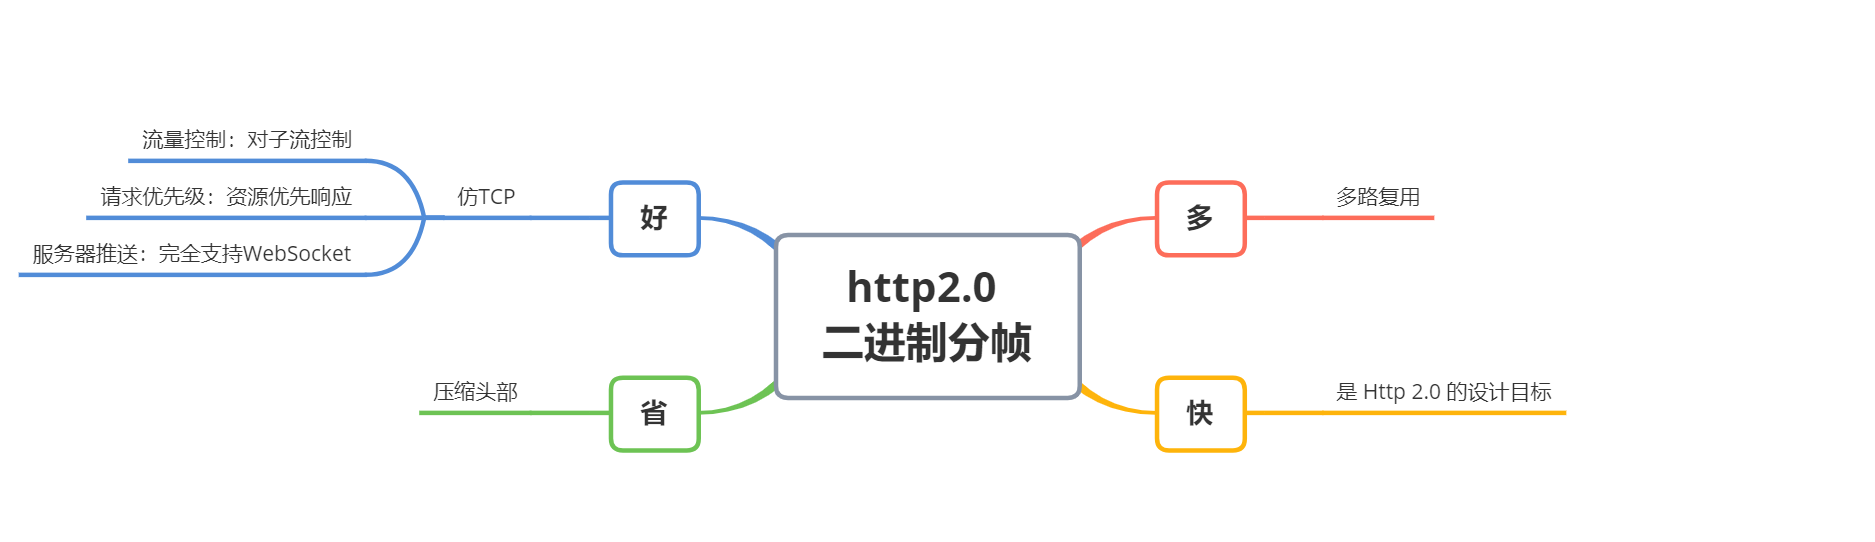 流量控制：对子流控制
请求优先级：资源优先响应
服务器推送：完全支持WebSocket
仿TCP
好
压缩头部
省
http2.0
二进制分帧
多
多路复用
快
是 Http 2.0 的设计目标